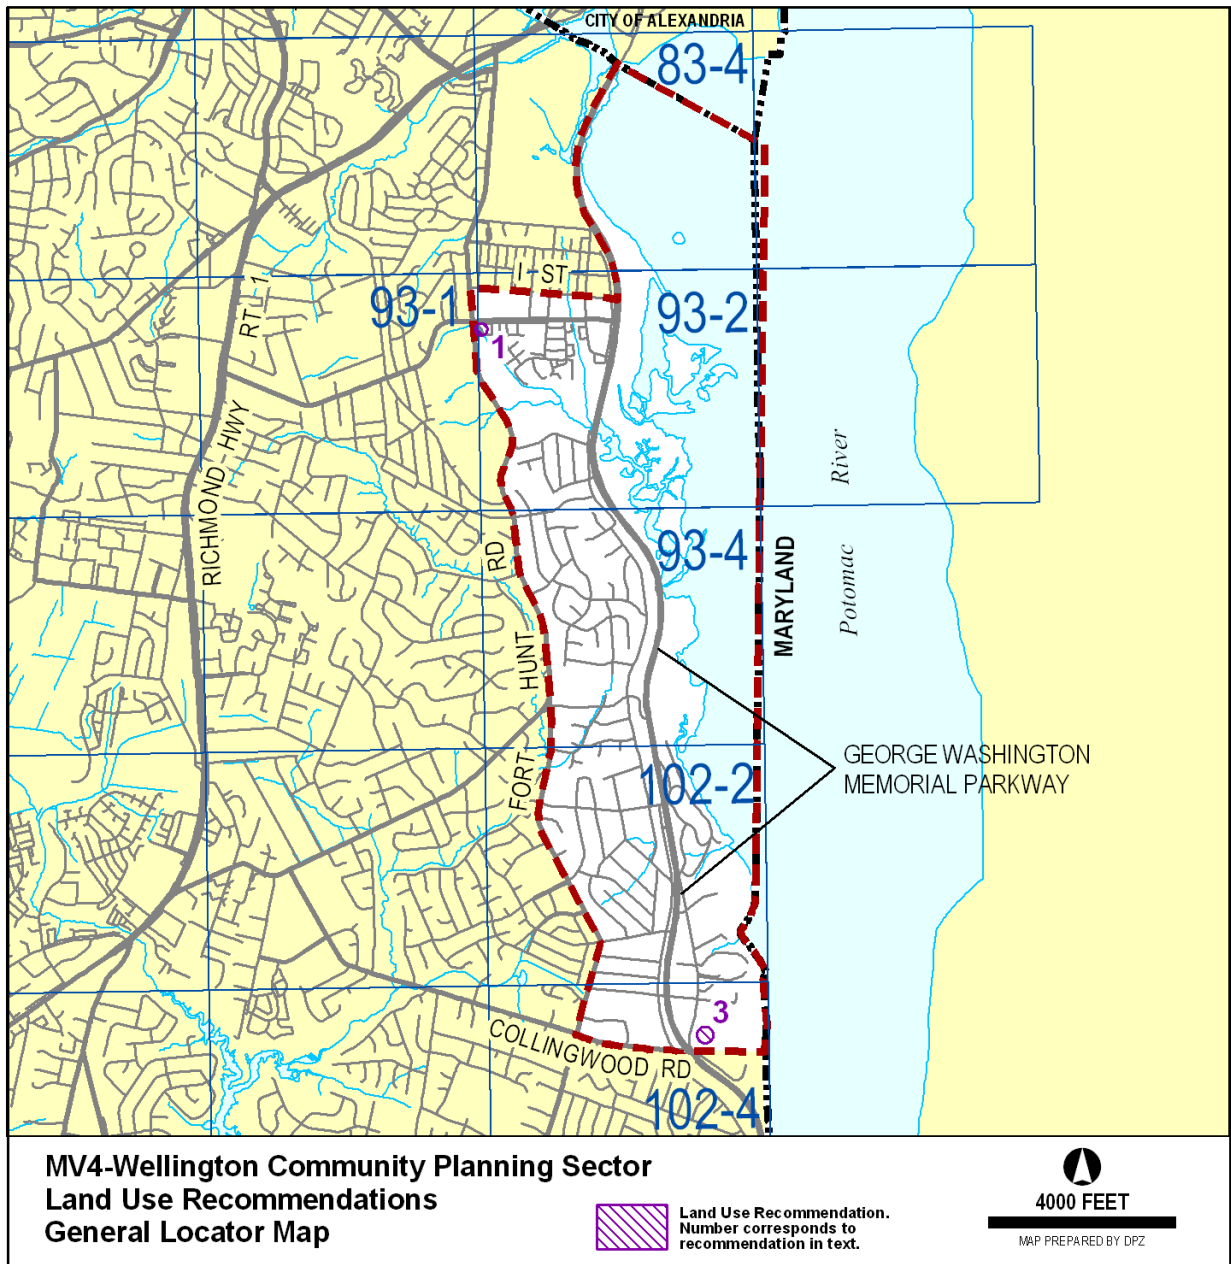 CITY OF ALEXANDRIA
83-4
I ST
93-1
93-2
RT 1
1
RICHMOND HWY
River
Potomac
93-4
MARYLAND
FORT HUNT RD
GEORGE WASHINGTON
MEMORIAL PARKWAY
102-2
3
COLLINGWOOD RD
102-4
MV4-Wellington Community Planning Sector
Land Use Recommendations
General Locator Map
Land Use Recommendation.
Number corresponds to
recommendation in text.
4000 FEET
MAP PREPARED BY DPZ